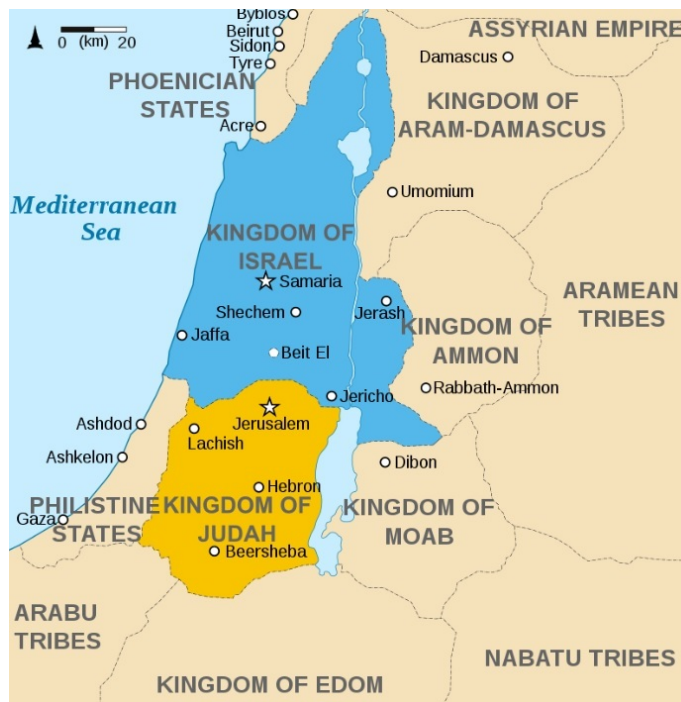 Byblos
Beirut
Sidon
Tyre
Acre
0 (km) 20
ASSYRIAN EMPIRE
Damascus
PHOENICIAN
STATES
KINGDOM OF
ARAM-DAMASCUS
Umomium
Mediterranean
Sea
KINGDOM OF
ISRAEL
Samaria
Shechem
Jerash
ARAMEAN
TRIBES
Jaffa
Beit El
KINGDOM OF
AMMON
Jericho
Rabbath-Ammon
Jerusalem
Ashdod
Lachish
Ashkelon
Dibon
Hebron
PHILISTINE
STATES
Gaza
KINGDOM OF
JUDAH
KINGDOM OF
MOAB
Beersheba
ARABU
TRIBES
NABATU TRIBES
KINGDOM OF EDOM